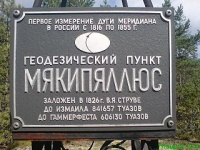 ПЕРВОЕ ИЗМЕРЕНИЕ ДУГИ МЕРИДИАНА
В РОССИИ С 1816 ПО 1855 Г.
ГЕОДЕЗИЧЕСКИЙ ПУНКТ
МЯКИПЯЛЛЮС
ЗАЛОЖЕН В 1826Г. В.Я СТРУВЕ
ДО ИЗМАИЛА 841657 ТУАЗОВ
ДО ГАММЕРФЕСТА 606130 ТУАЗОВ